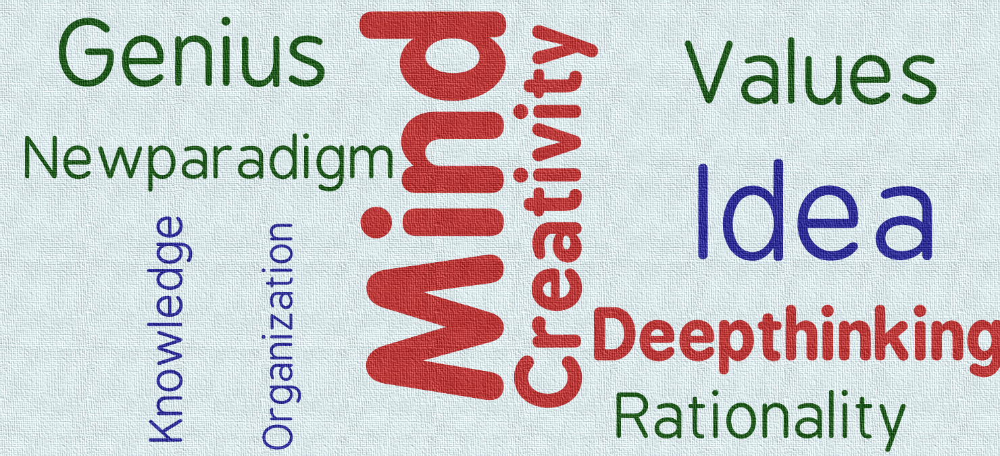 Genius
Newparadigm
Knowledge
Organization
Mind
Creativity
Values
Idea
Deepthinking
Rationality